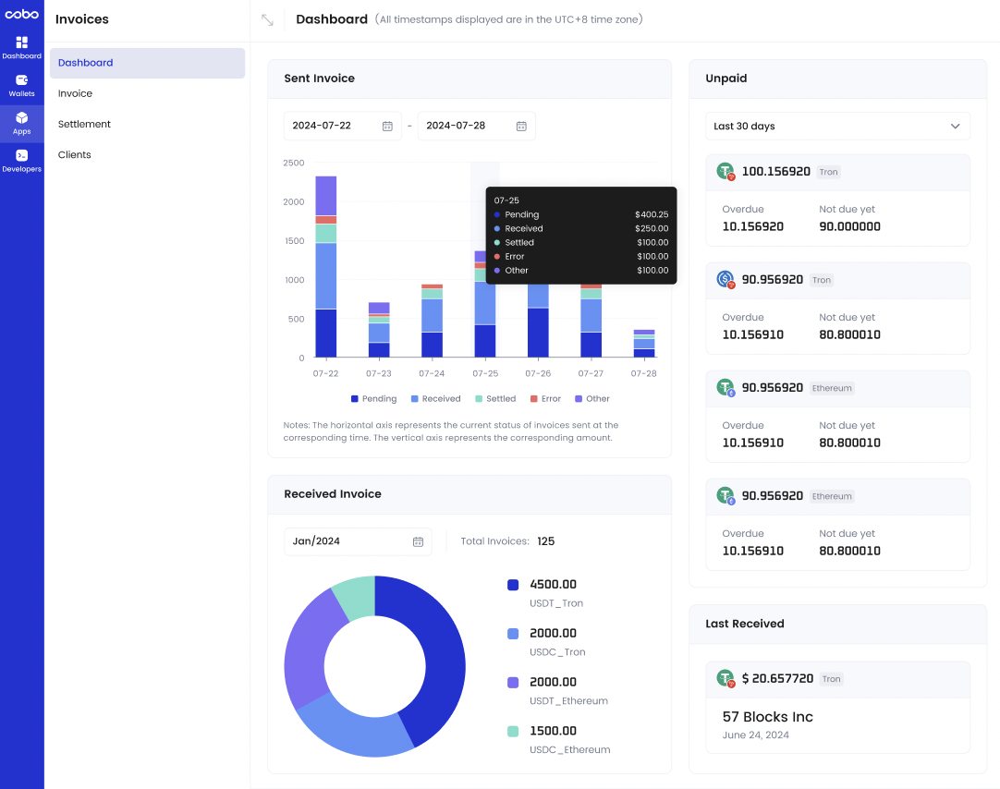 cobo
Dashboard
Wallets
Apps
Developers
Invoices
Dashboard
Invoice
Settlement
Clients
Dashboard (All timestamps displayed are in the UTC+8 time zone)
Sent Invoice
2024-07-22 - 2024-07-28
2500
2000
1500
1000
500
0
07-22 07-23 07-24 07-25 07-26 07-27 07-28
07-25
Pending $400.25
Received $250.00
Settled $100.00
Error $100.00
Other $100.00
Pending Received Settled Error Other
Notes: The horizontal axis represents the current status of invoices sent at the
corresponding time. The vertical axis represents the corresponding amount.
Received Invoice
Jan/2024 Total Invoices: 125
4500.00
USDT_Tron
2000.00
USDC_Tron
2000.00
USDT_Ethereum
1500.00
USDC_Ethereum
Unpaid
Last 30 days
100.156920 Tron
Overdue Not due yet
10.156920 90.000000
90.956920 Tron
Overdue Not due yet
10.156910 80.800010
90.956920 Ethereum
Overdue Not due yet
10.156910 80.800010
90.956920 Ethereum
Overdue Not due yet
10.156910 80.800010
Last Received
$ 20.657720 Tron
57 Blocks Inc
June 24, 2024